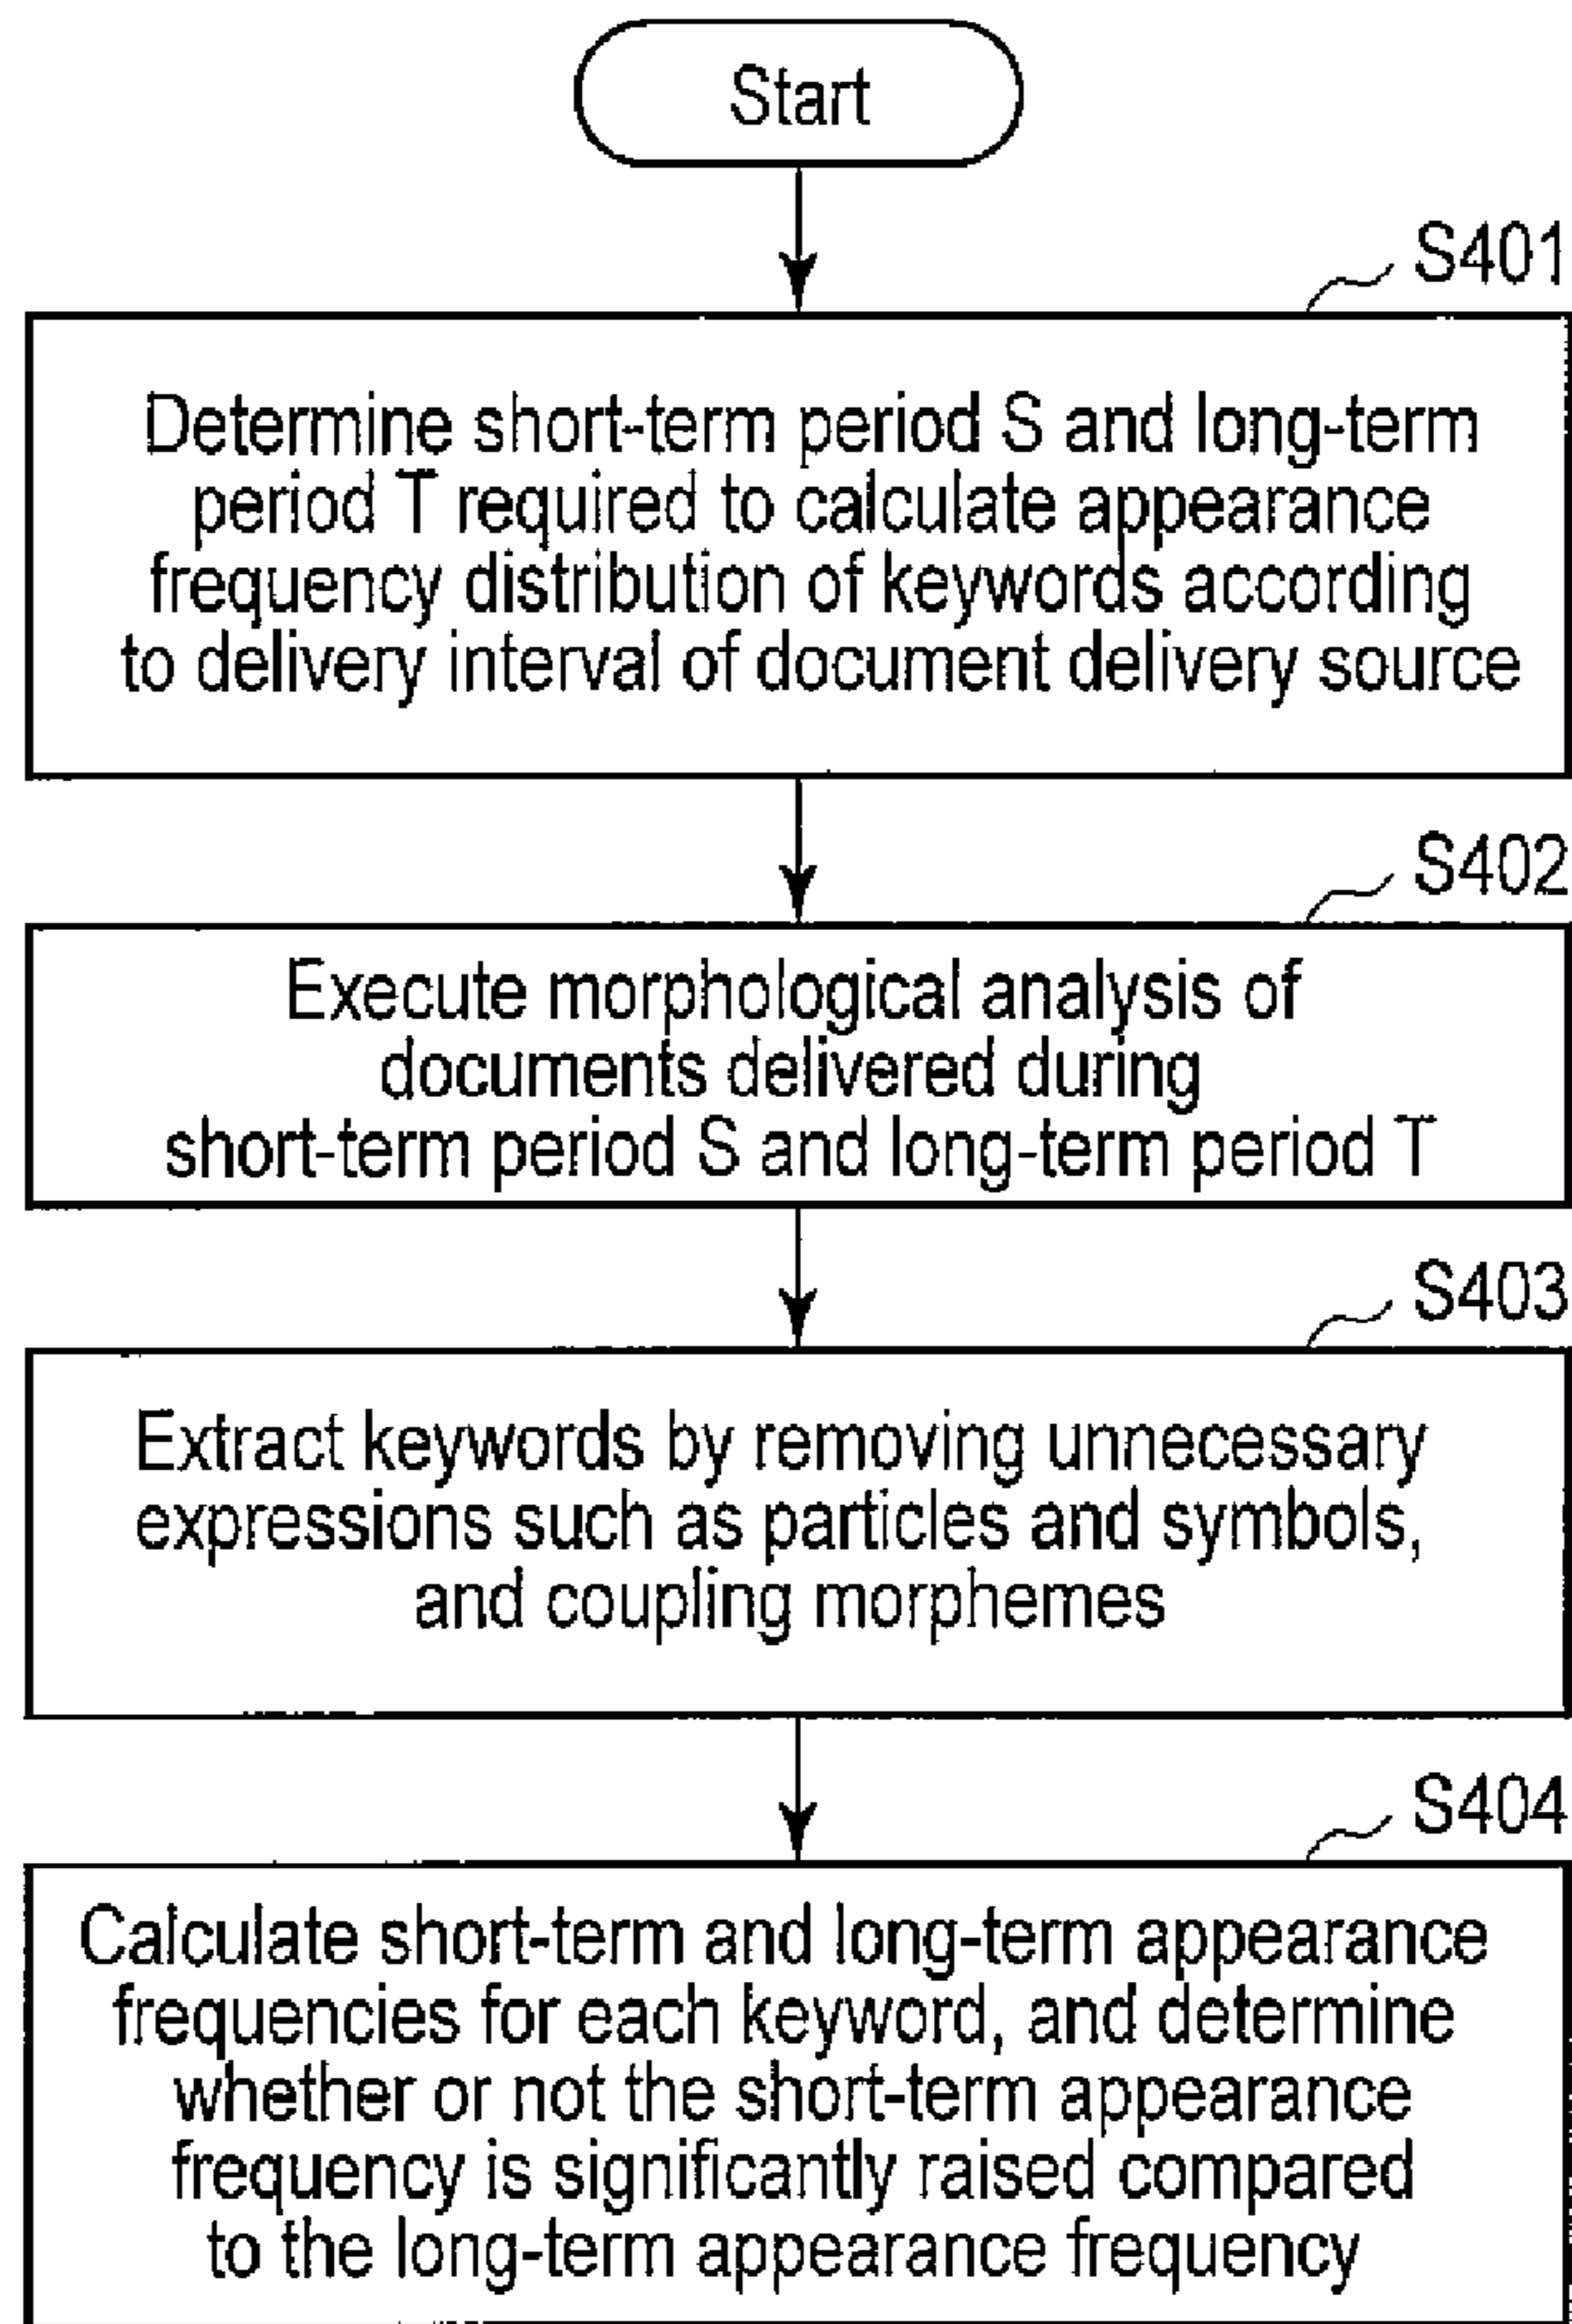 Start
S401
Determine short-term period S and long-term
period T required to calculate appearance
frequency distribution of keywords according
to delivery interval of document delivery source
S402
Execute morphological analysis of
documents delivered during
short-term period S and long-term period T
S403
Extract keywords by removing unnecessary
expressions such as particles and symbols,
and coupling morphemes
S404
Calculate short-term and long-term appearance
frequencies for each keyword, and determine
whether or not the short-term appearance
frequency is significantly raised compared
to the long-term appearance frequency